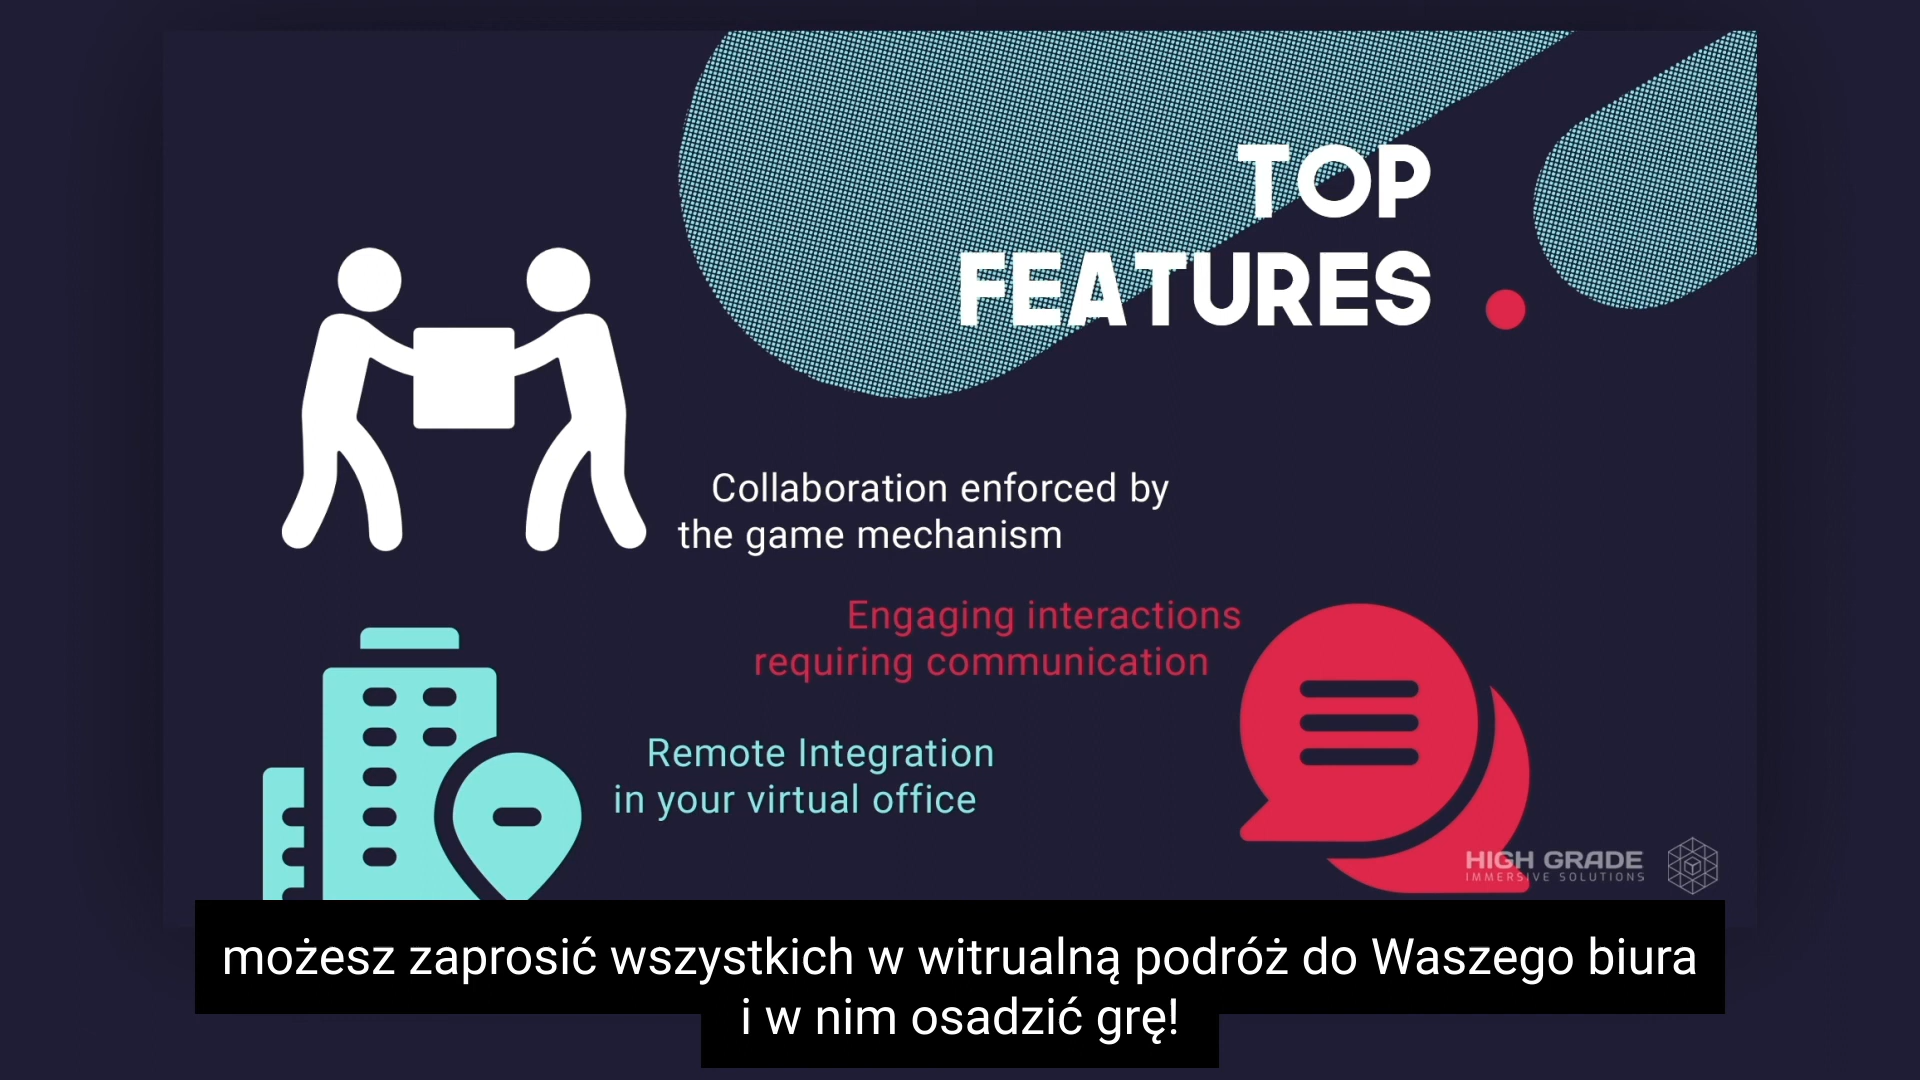 TOP
FEATURES
Collaboration enforced by
the game mechanism
Engaging interactions
requiring communication
Remote Integration
in your virtual office
HIGH GRADE
IMMERSIVE SOLUTIONS
możesz zaprosić wszystkich w witrualną podróż do Waszego biura
i w nim osadzić grę!